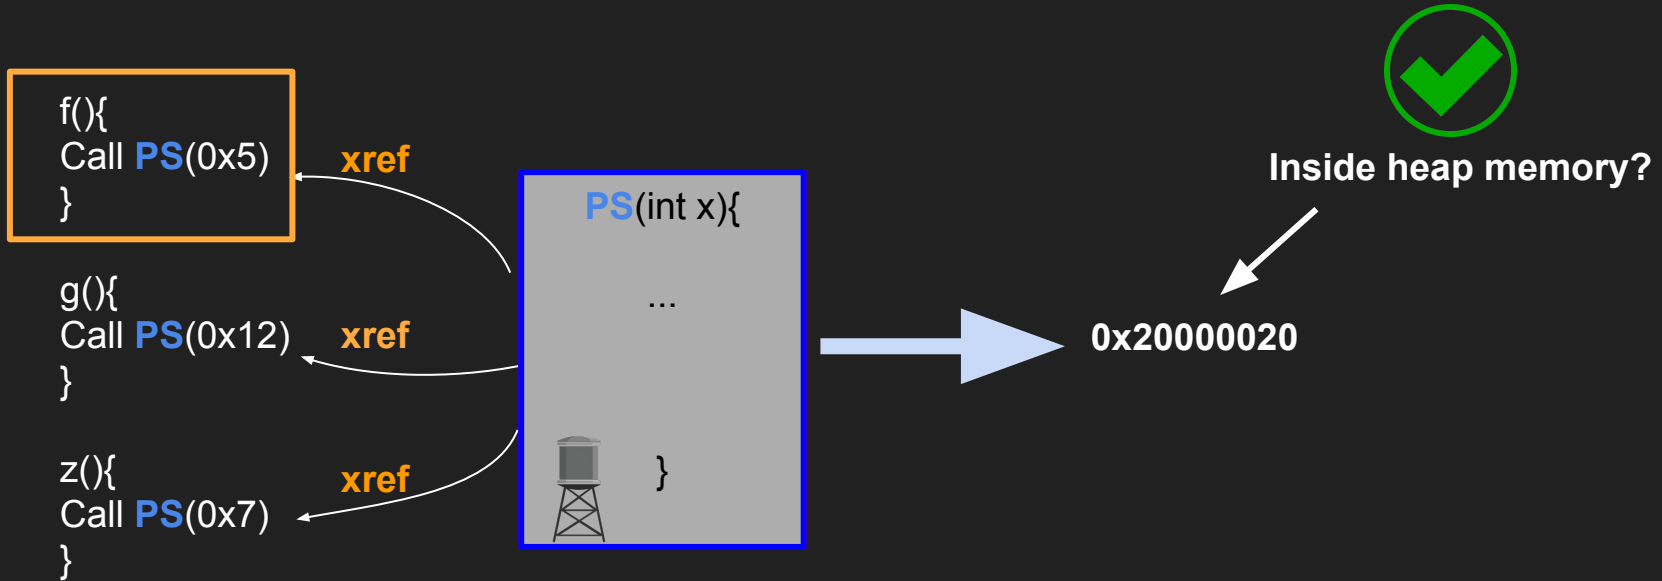 f(){
Call PS(0x5)
}
xref
g(){
Call PS(0x12)
}
xref
z(){
Call PS(0x7)
}
xref
PS(int x){
...
}
Inside heap memory?
0x20000020